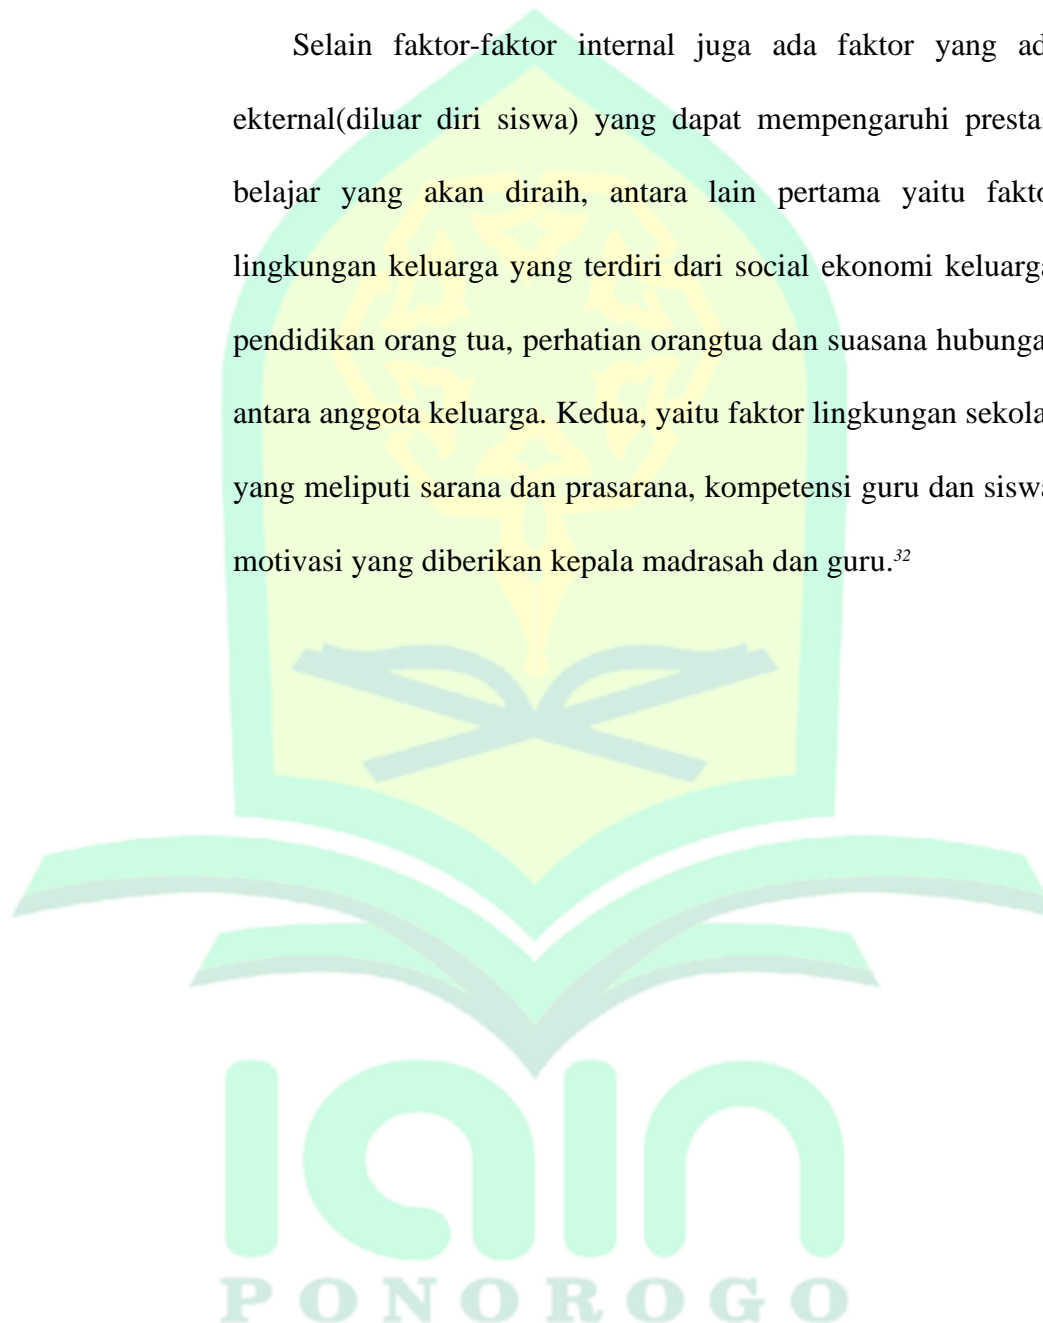 Selain faktor-faktor internal juga ada faktor yang ad
ekternal(diluar diri siswa) yang dapat mempengaruhi presta
belajar yang akan diraih, antara lain pertama yaitu fakto
lingkungan keluarga yang terdiri dari social ekonomi keluarga
pendidikan orang tua, perhatian orangtua dan suasana hubunga
antara anggota keluarga. Kedua, yaitu faktor lingkungan sekola
yang meliputi sarana dan prasarana, kompetensi guru dan siswa
motivasi yang diberikan kepala madrasah dan guru.32
iain
PONOROGO